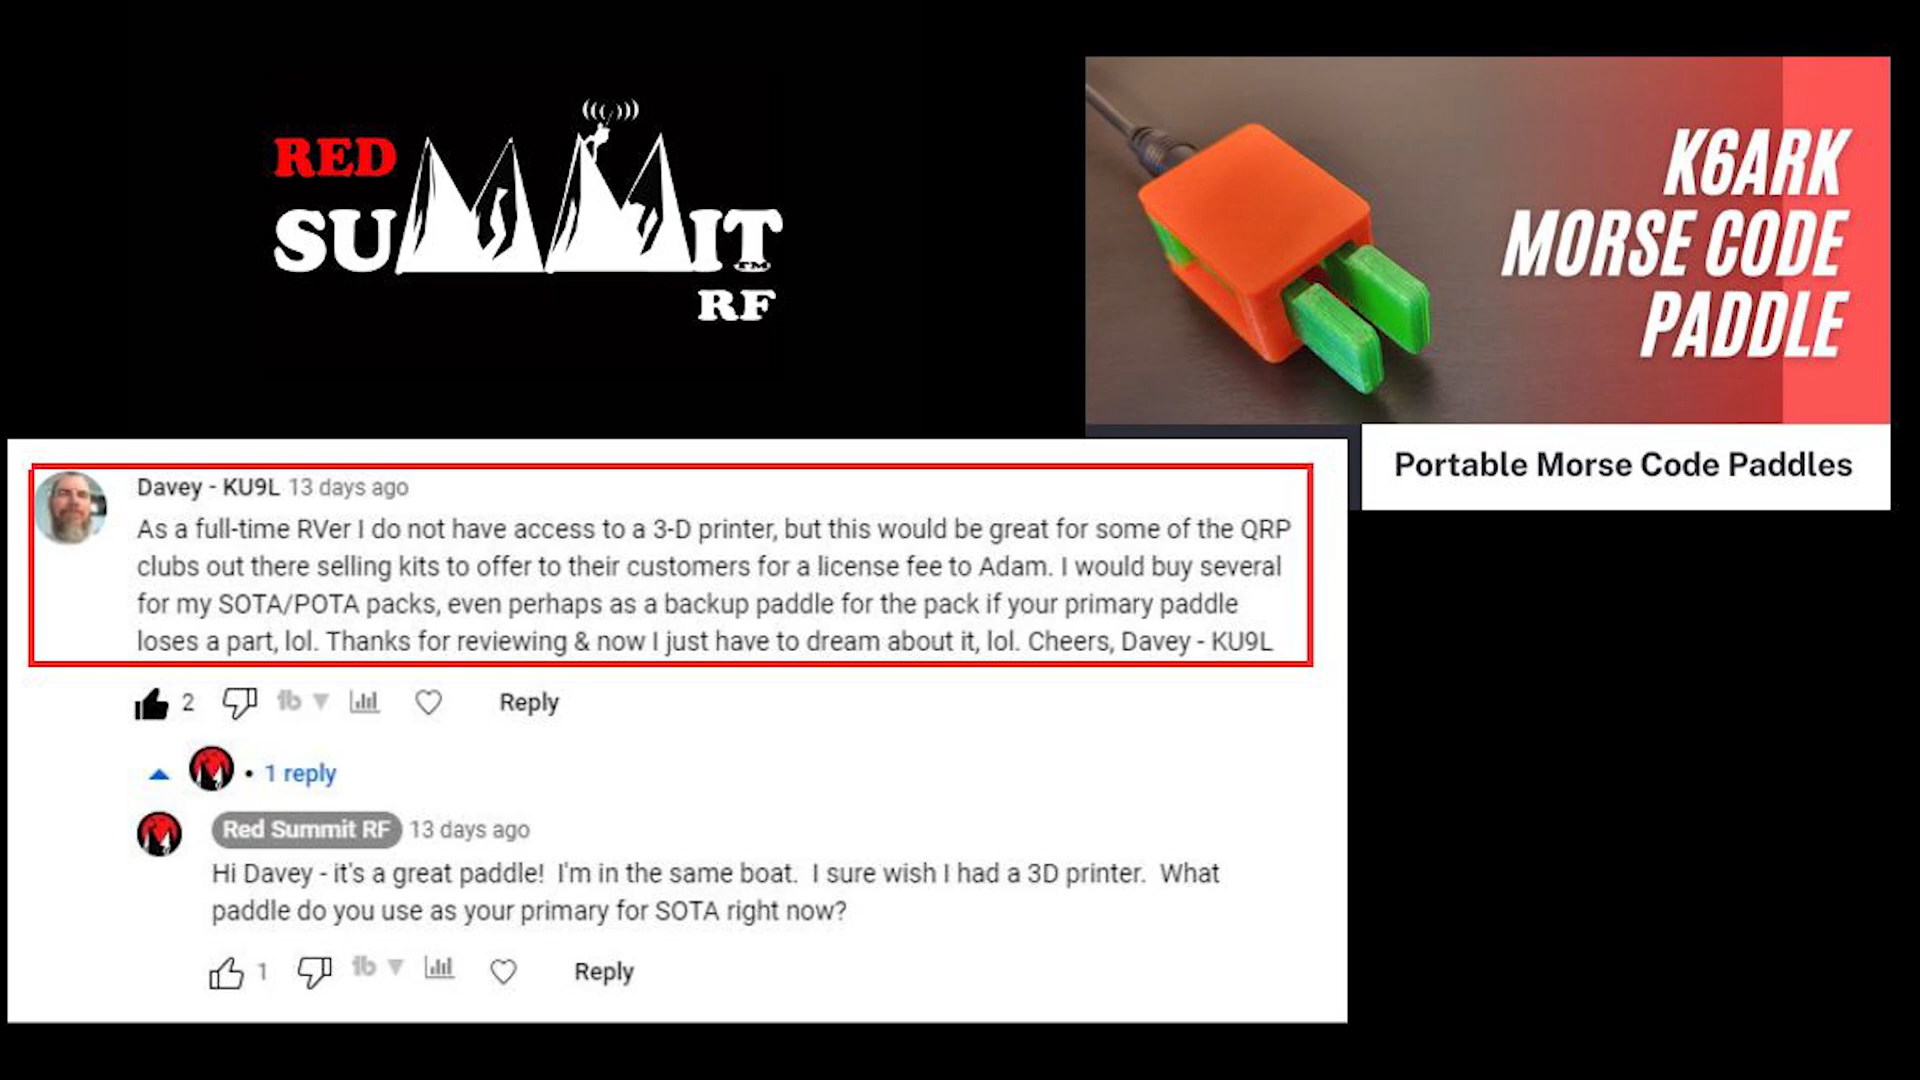 RED
SUMMIT
TM
RF
K6ARK
MORSE CODE
PADDLE
Portable Morse Code Paddles
Davey - KU9L 13 days ago
As a full-time RVer I do not have access to a 3-D printer, but this would be great for some of the QRP
clubs out there selling kits to offer to their customers for a license fee to Adam. I would buy several
for my SOTA/POTA packs, even perhaps as a backup paddle for the pack if your primary paddle
loses a part, lol. Thanks for reviewing & now I just have to dream about it, lol. Cheers, Davey - KU9L
2 Reply
• 1 reply
Red Summit RF 13 days ago
Hi Davey - it's a great paddle! I'm in the same boat. I sure wish I had a 3D printer. What
paddle do you use as your primary for SOTA right now?
1 Reply